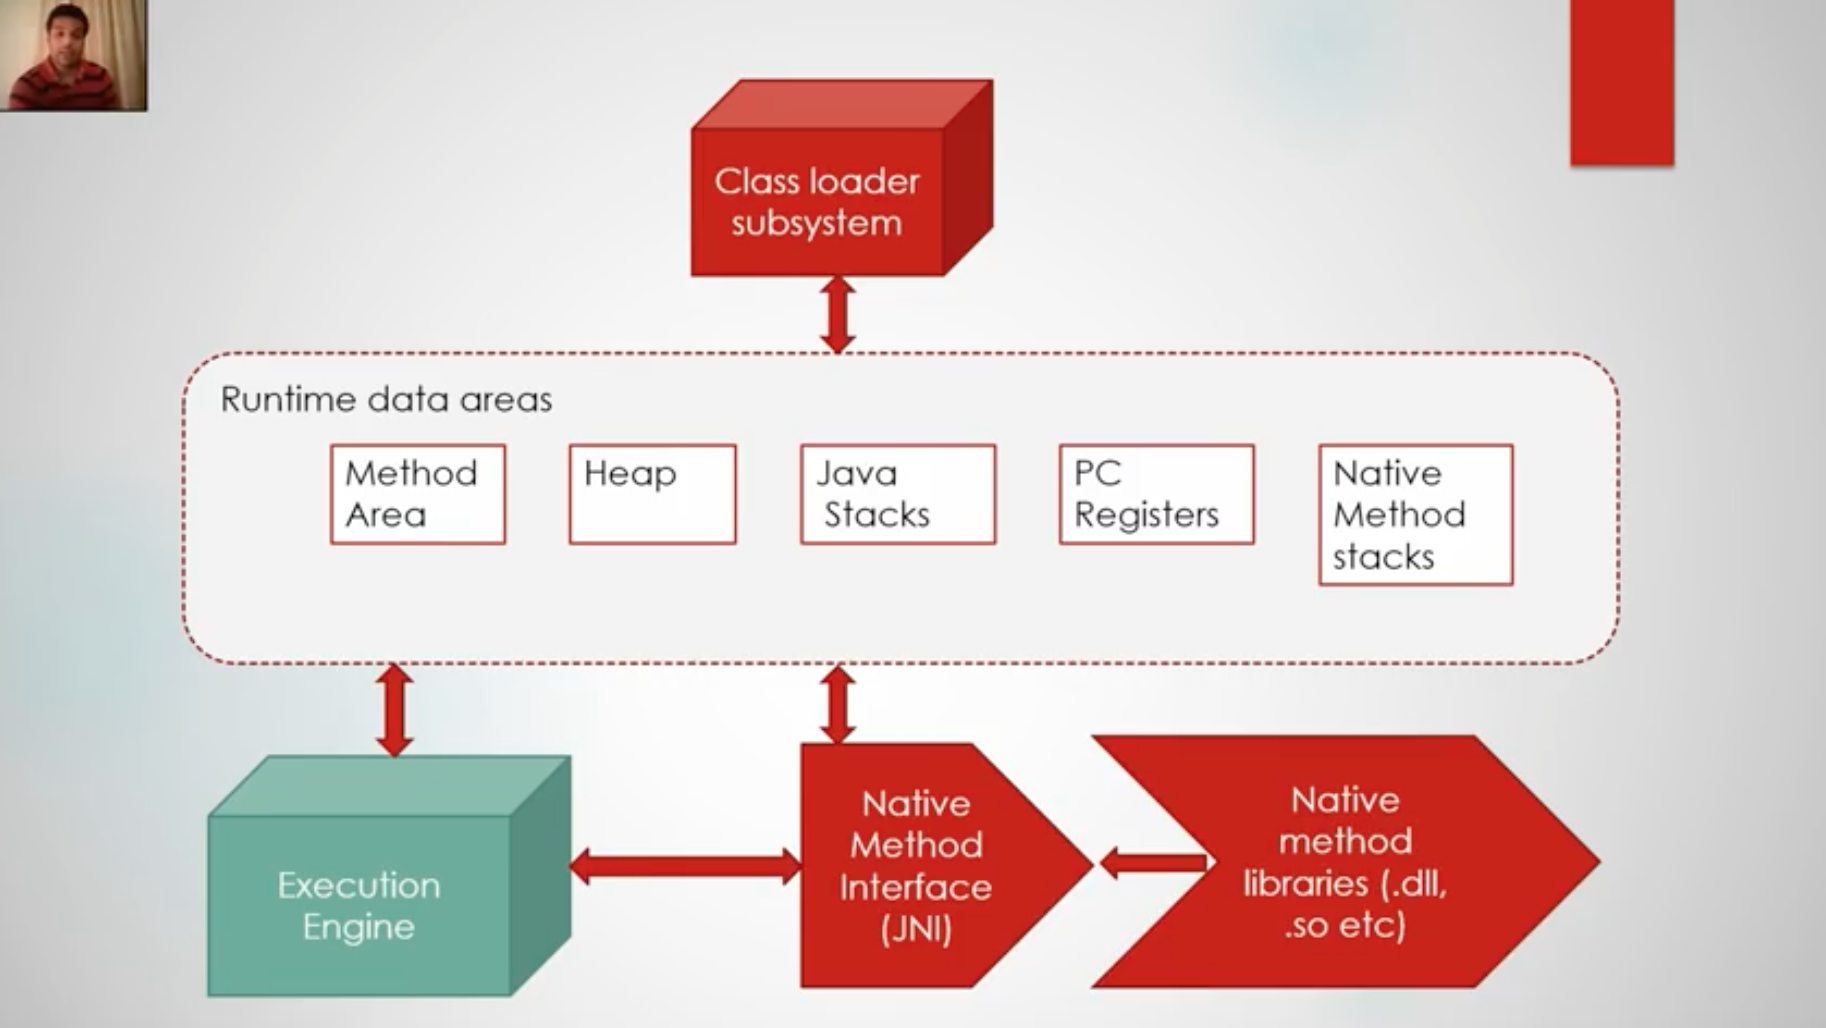 Class loader
subsystem
Runtime data areas
Method
Area
Heap
Java
Stacks
PC
Registers
Native
Method
stacks
Execution
Engine
Native
Method
Interface
(JNI)
Native
method
libraries (.dll,
.so etc)